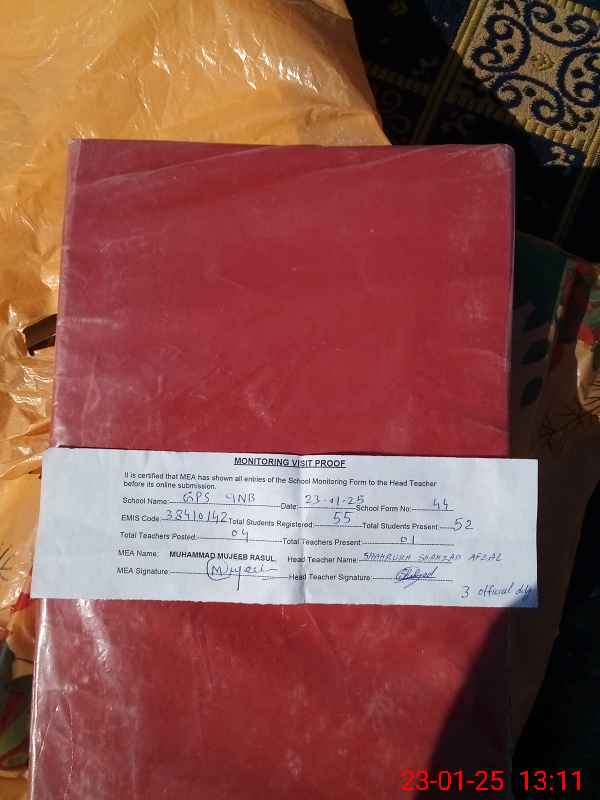 MONITORING VISIT PROOF
It is certified that MEA has shown all entries of the School Monitoring Form to the Head Teacher
before its online submission.
School Name: GPS 4NB Date: 23-01-25 School Form No: 44
EMIS Code: 38410142 Total Students Registered: 55 Total Students Present: 52
Total Teachers Posted: 04 Total Teachers Present: 01
MEA Name: MUHAMMAD MUJEEB RASUL Head Teacher Name: SHAHRUKH SHAHZAD AFZAL
MEA Signature: Mujeeb Head Teacher Signature:
3 official duty
23-01-25 13:11